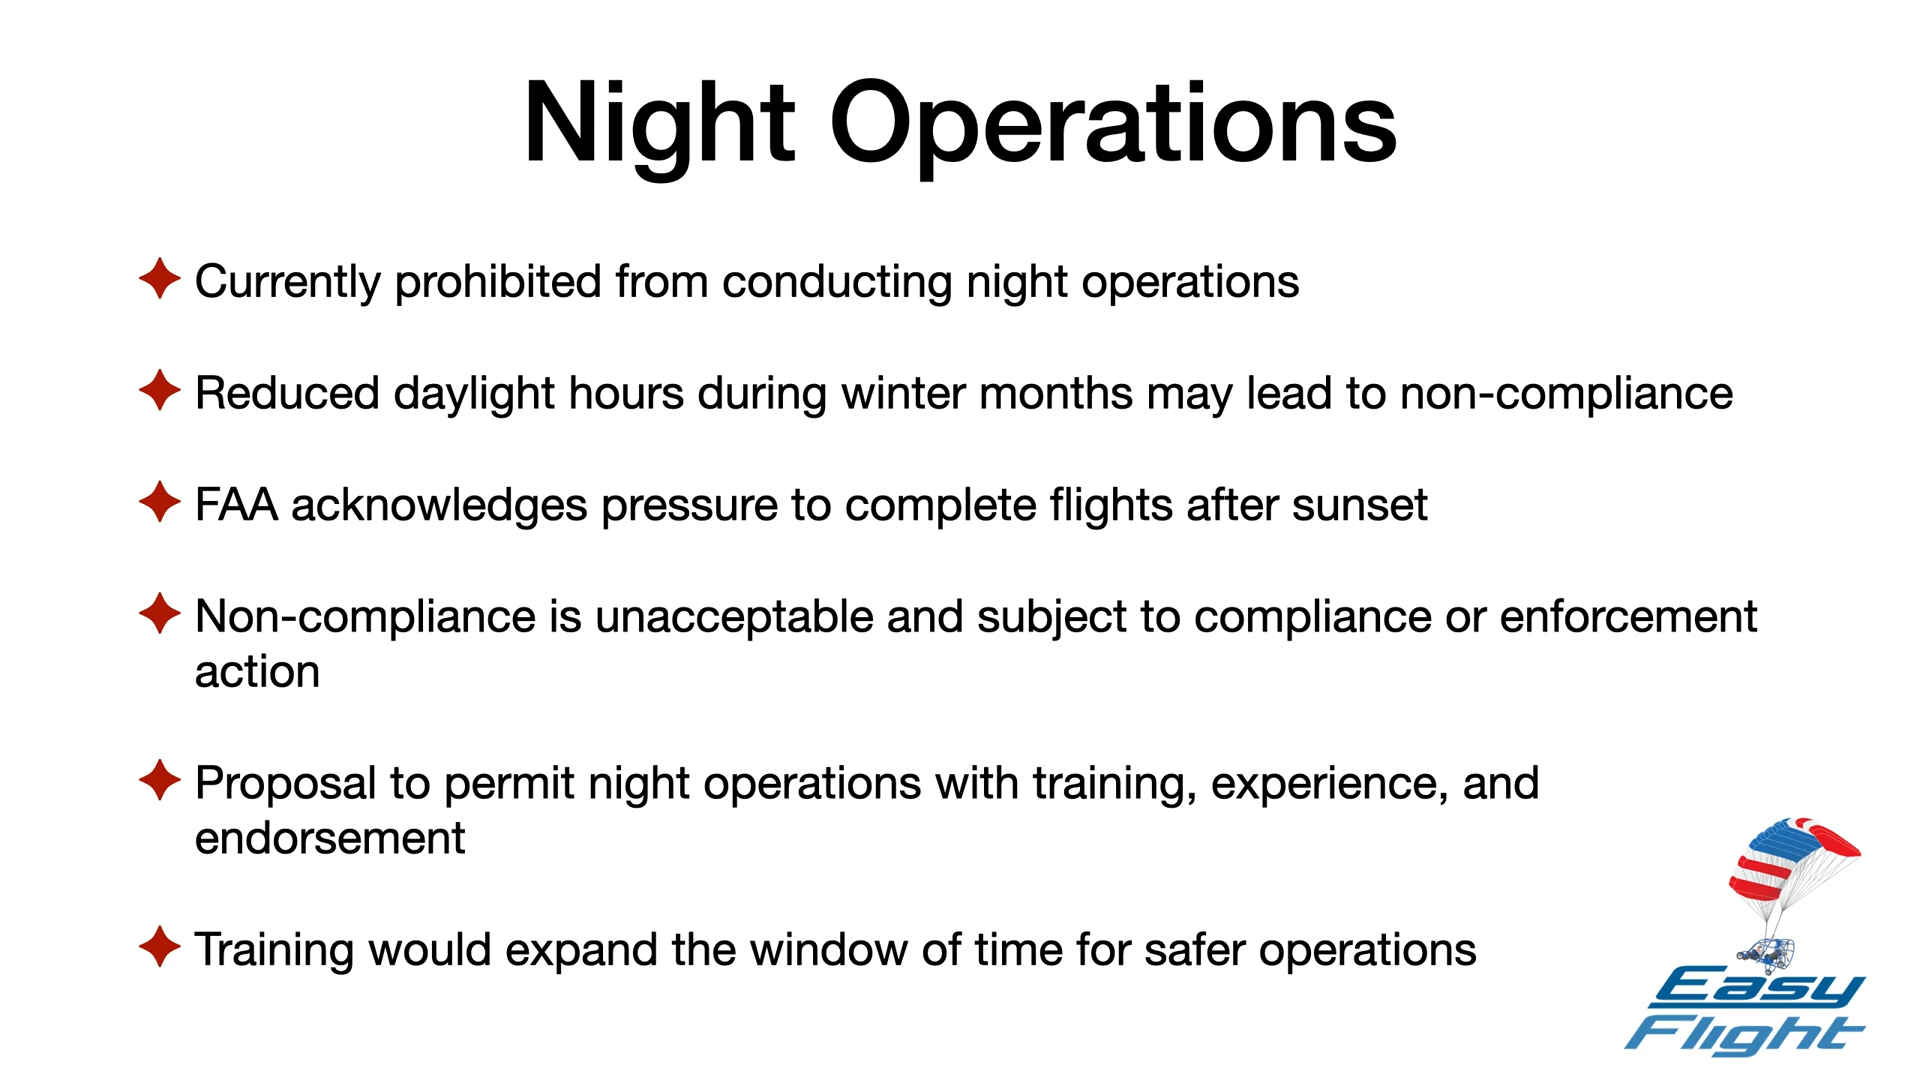 Night Operations
Currently prohibited from conducting night operations
Reduced daylight hours during winter months may lead to non-compliance
FAA acknowledges pressure to complete flights after sunset
Non-compliance is unacceptable and subject to compliance or enforcement
action
Proposal to permit night operations with training, experience, and
endorsement
Training would expand the window of time for safer operations
Easy
Flight